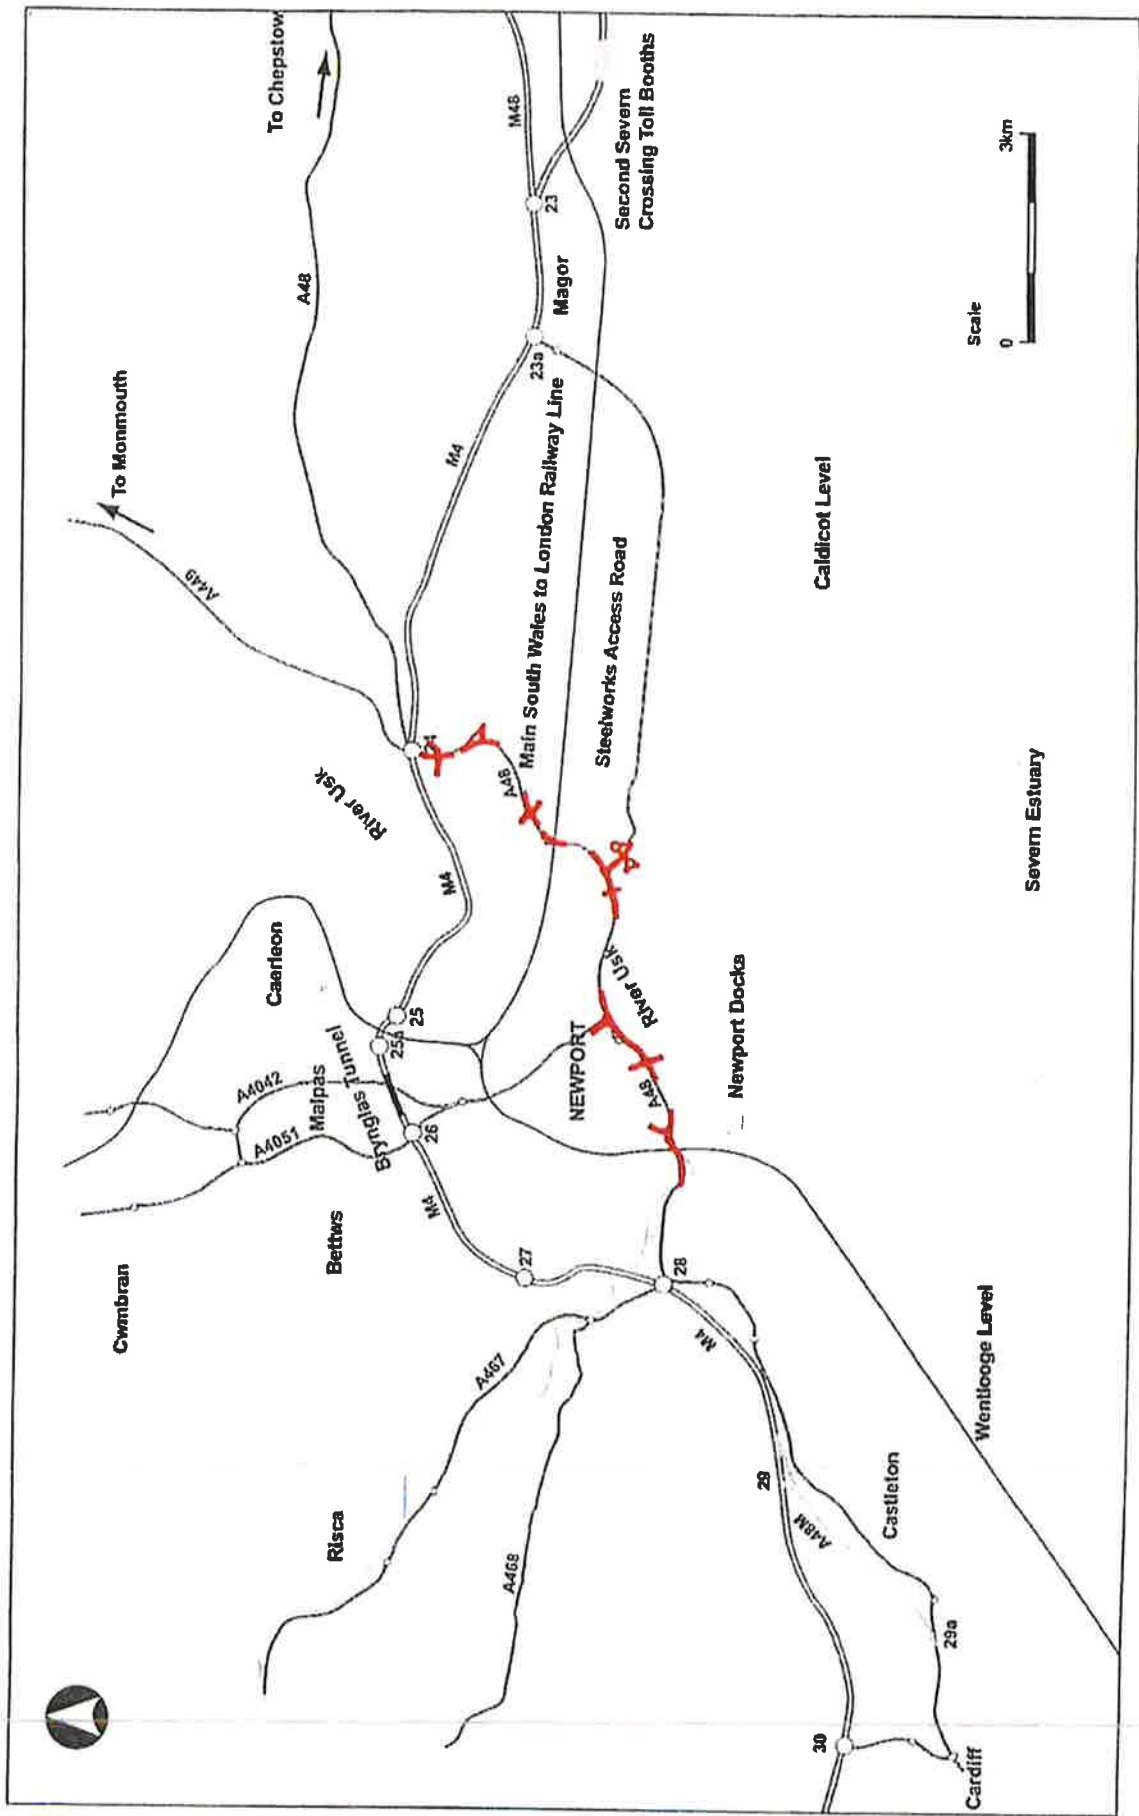 To Chepstow
A48
To Monmouth
A449
M48
Second Severn
Crossing Toll Booths
23
Magor
23a
M4
Main South Wales to London Railway Line
Steelworks Access Road
Caldicot Level
Scale
0
3km
River Usk
A48
M4
Caerleon
25
25a
Brynglas Tunnel
Malpas
A4042
A4051
26
NEWPORT
River Usk
A48
Newport Docks
Severn Estuary
Cwmbran
Bettws
M4
27
28
A467
Risca
A468
M4
29
A48M
Castleton
Wentlooge Level
29a
30
Cardiff